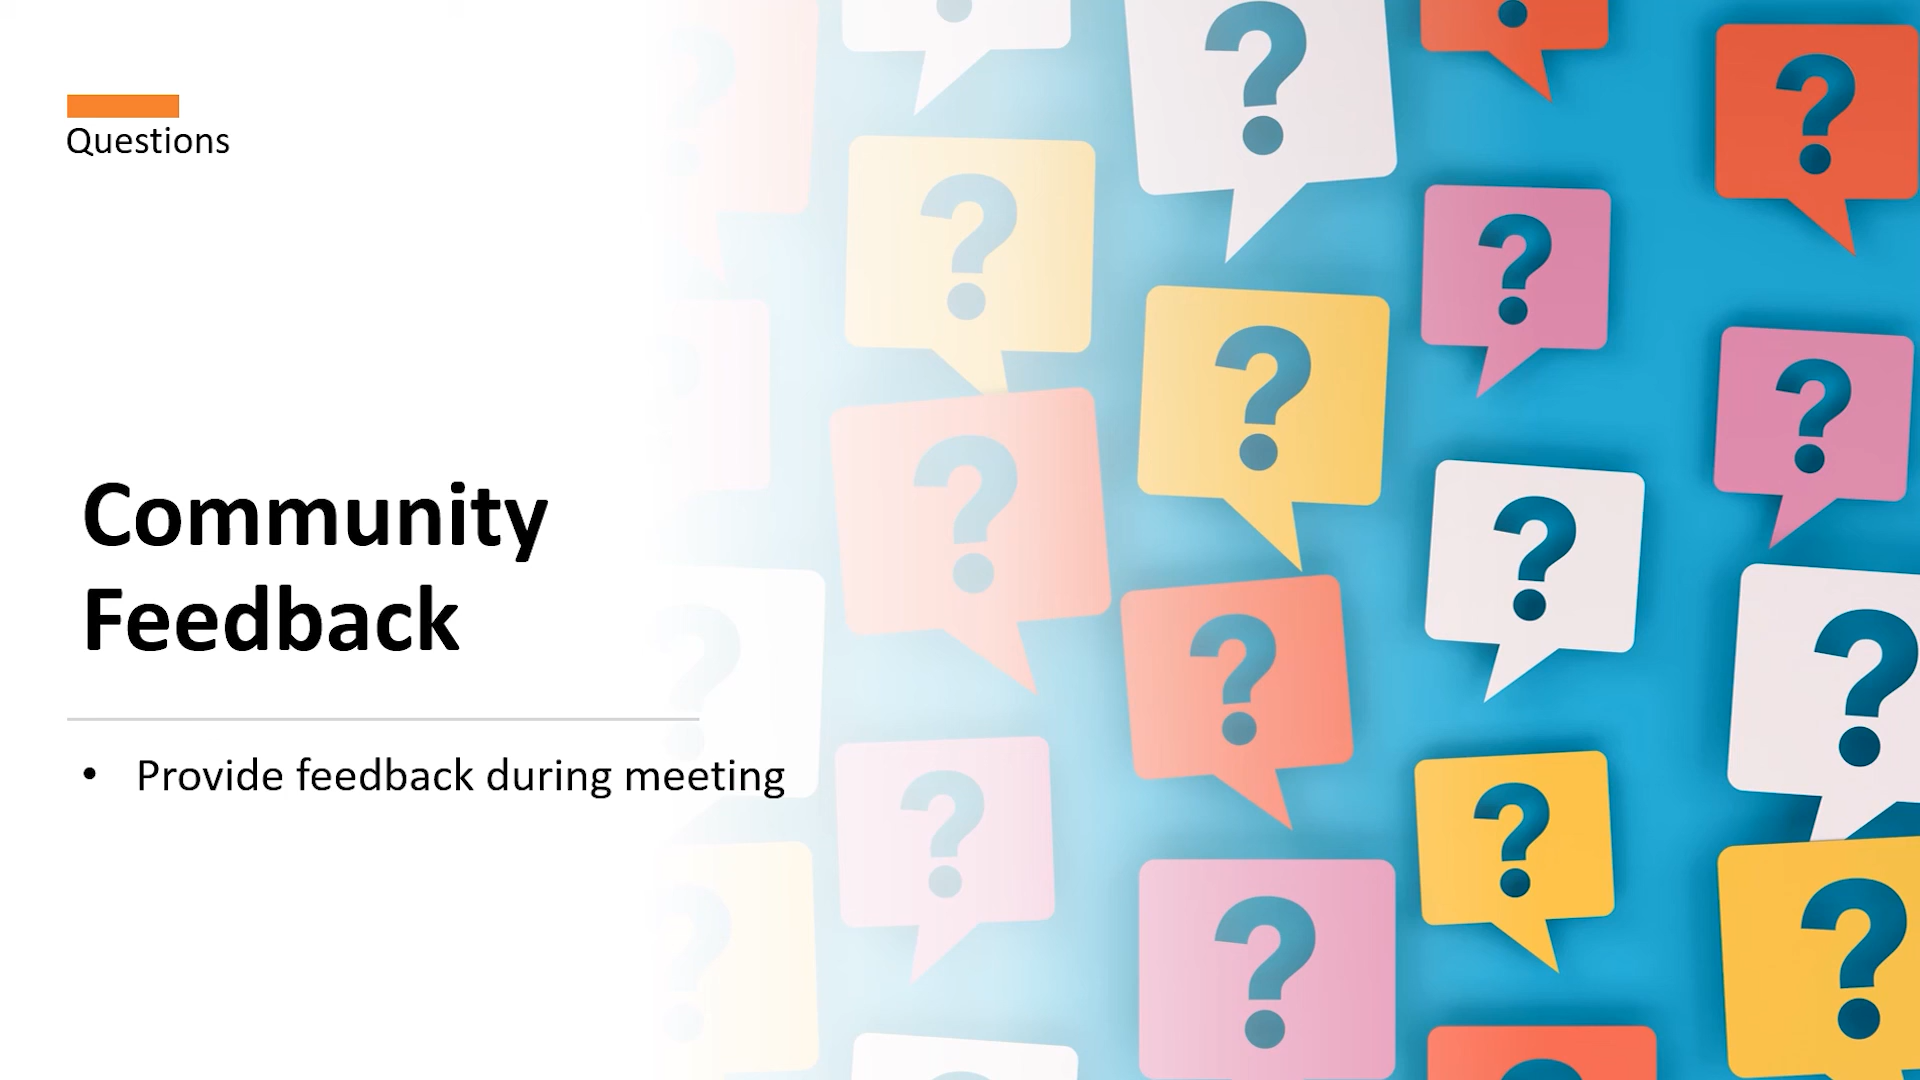 Questions
Community
Feedback
• Provide feedback during meeting